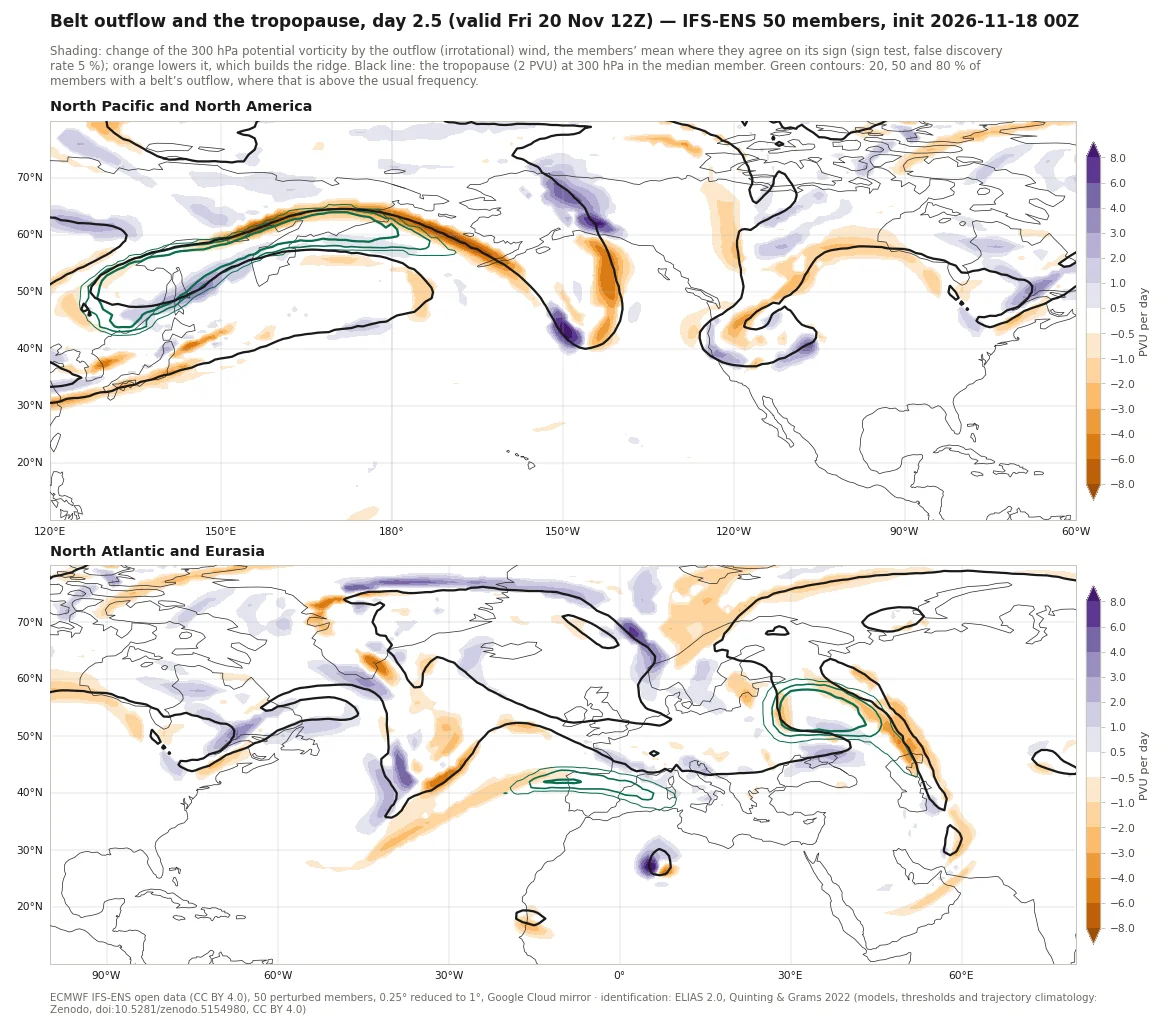 Belt outflow and the tropopause, day 2.5 (valid Fri 20 Nov 12Z) — IFS-ENS 50 members, init 2026-11-18 00Z
Shading: change of the 300 hPa potential vorticity by the outflow (irrotational) wind, the members’ mean where they agree on its sign (sign test, false discovery
rate 5 %); orange lowers it, which builds the ridge. Black line: the tropopause (2 PVU) at 300 hPa in the median member. Green contours: 20, 50 and 80 % of
members with a belt’s outflow, where that is above the usual frequency.
North Pacific and North America
70°N
60°N
50°N
40°N
30°N
20°N
120°E 150°E 180° 150°W 120°W 90°W 60°W
8.0
6.0
4.0
3.0
2.0
1.0
0.5
−0.5
−1.0
−2.0
−3.0
−4.0
−6.0
−8.0
PVU per day
North Atlantic and Eurasia
70°N
60°N
50°N
40°N
30°N
20°N
90°W 60°W 30°W 0° 30°E 60°E
8.0
6.0
4.0
3.0
2.0
1.0
0.5
−0.5
−1.0
−2.0
−3.0
−4.0
−6.0
−8.0
PVU per day
ECMWF IFS-ENS open data (CC BY 4.0), 50 perturbed members, 0.25° reduced to 1°, Google Cloud mirror · identification: ELIAS 2.0, Quinting & Grams 2022 (models, thresholds and trajectory climatology:
Zenodo, doi:10.5281/zenodo.5154980, CC BY 4.0)